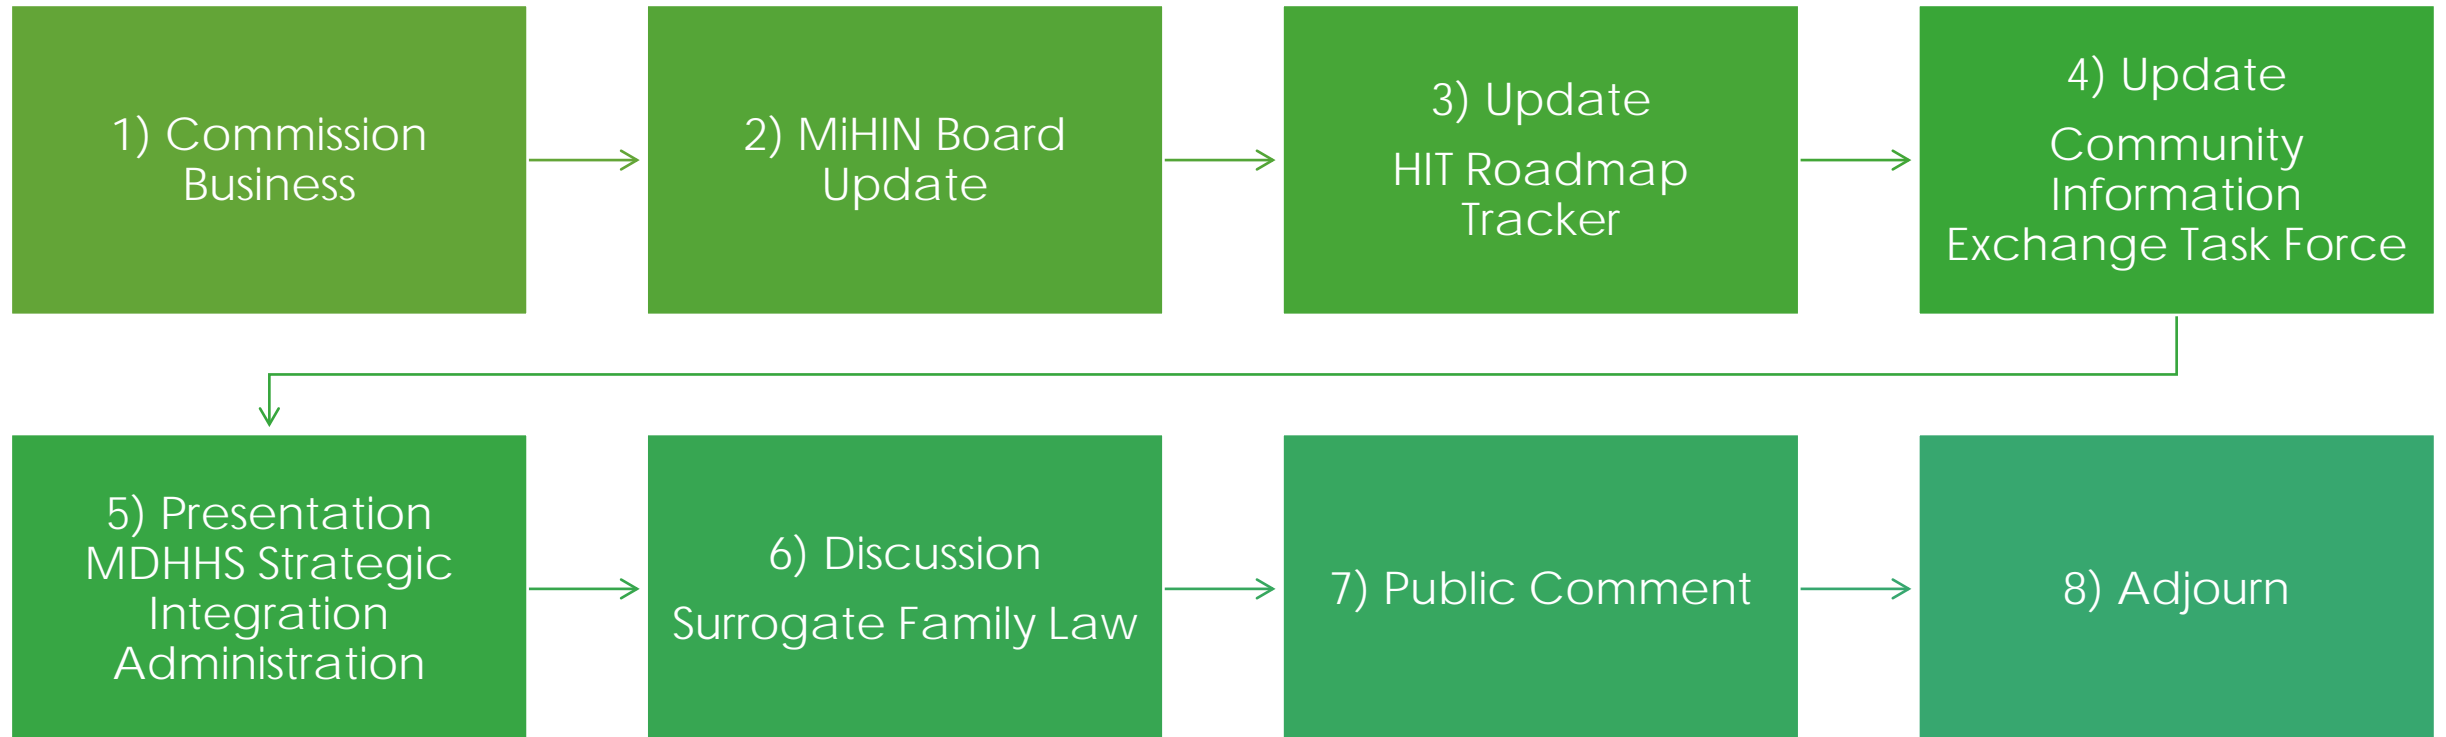 1) Commission
Business
2) MiHIN Board
Update
3) Update
HIT Roadmap
Tracker
4) Update
Community
Information
Exchange Task Force
5) Presentation
MDHHS Strategic
Integration
Administration
6) Discussion
Surrogate Family Law
7) Public Comment
8) Adjourn